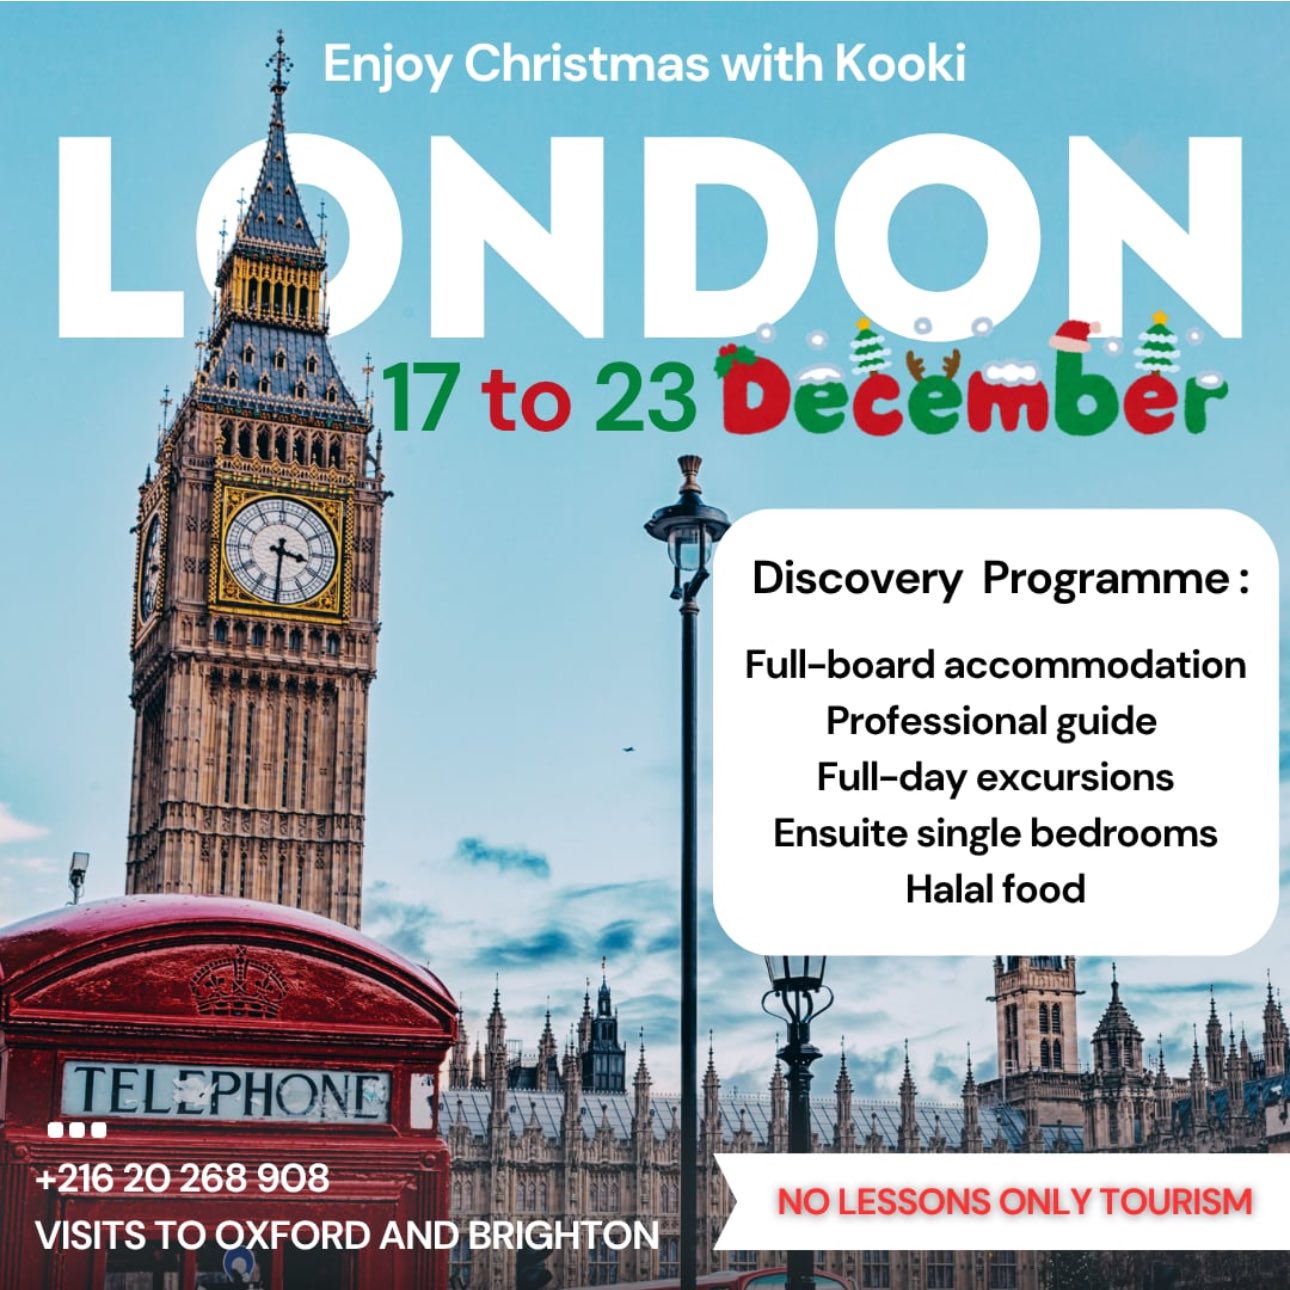 Enjoy Christmas with Kooki
LONDON
17 to 23 December
Discovery Programme :
Full-board accommodation
Professional guide
Full-day excursions
Ensuite single bedrooms
Halal food
TELEPHONE
+216 20 268 908
VISITS TO OXFORD AND BRIGHTON
NO LESSONS ONLY TOURISM